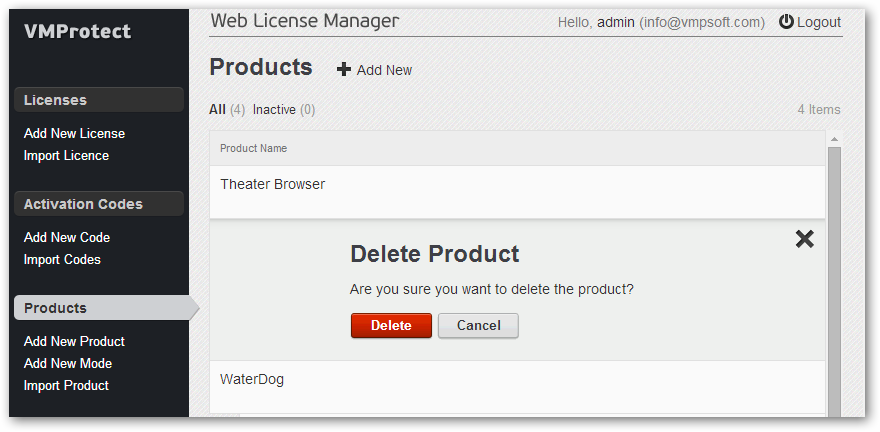 VMProtect
Web License Manager
Hello, admin (info@vmpsoft.com) Logout
Licenses
Add New License
Import Licence
Activation Codes
Add New Code
Import Codes
Products
Add New Product
Add New Mode
Import Product
Products
Add New
All (4) Inactive (0)
4 Items
Product Name
Theater Browser
Delete Product
Are you sure you want to delete the product?
Delete Cancel
WaterDog